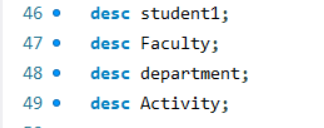 46 desc student1;
47 desc Faculty;
48 desc department;
49 desc Activity;